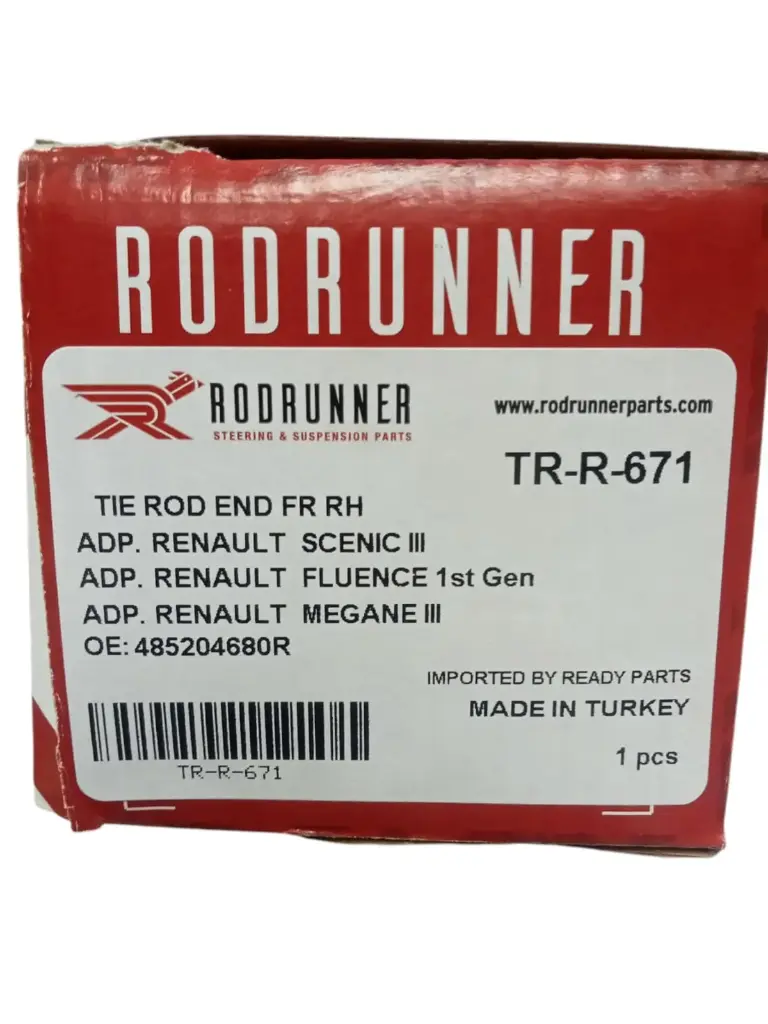 RODRUNNER
RODRUNNER
STEERING & SUSPENSION PARTS
www.rodrunnerparts.com
TR-R-671
TIE ROD END FR RH
ADP. RENAULT SCENIC III
ADP. RENAULT FLUENCE 1st Gen
ADP. RENAULT MEGANE III
OE: 485204680R
IMPORTED BY READY PARTS
MADE IN TURKEY
TR-R-671
1 pcs